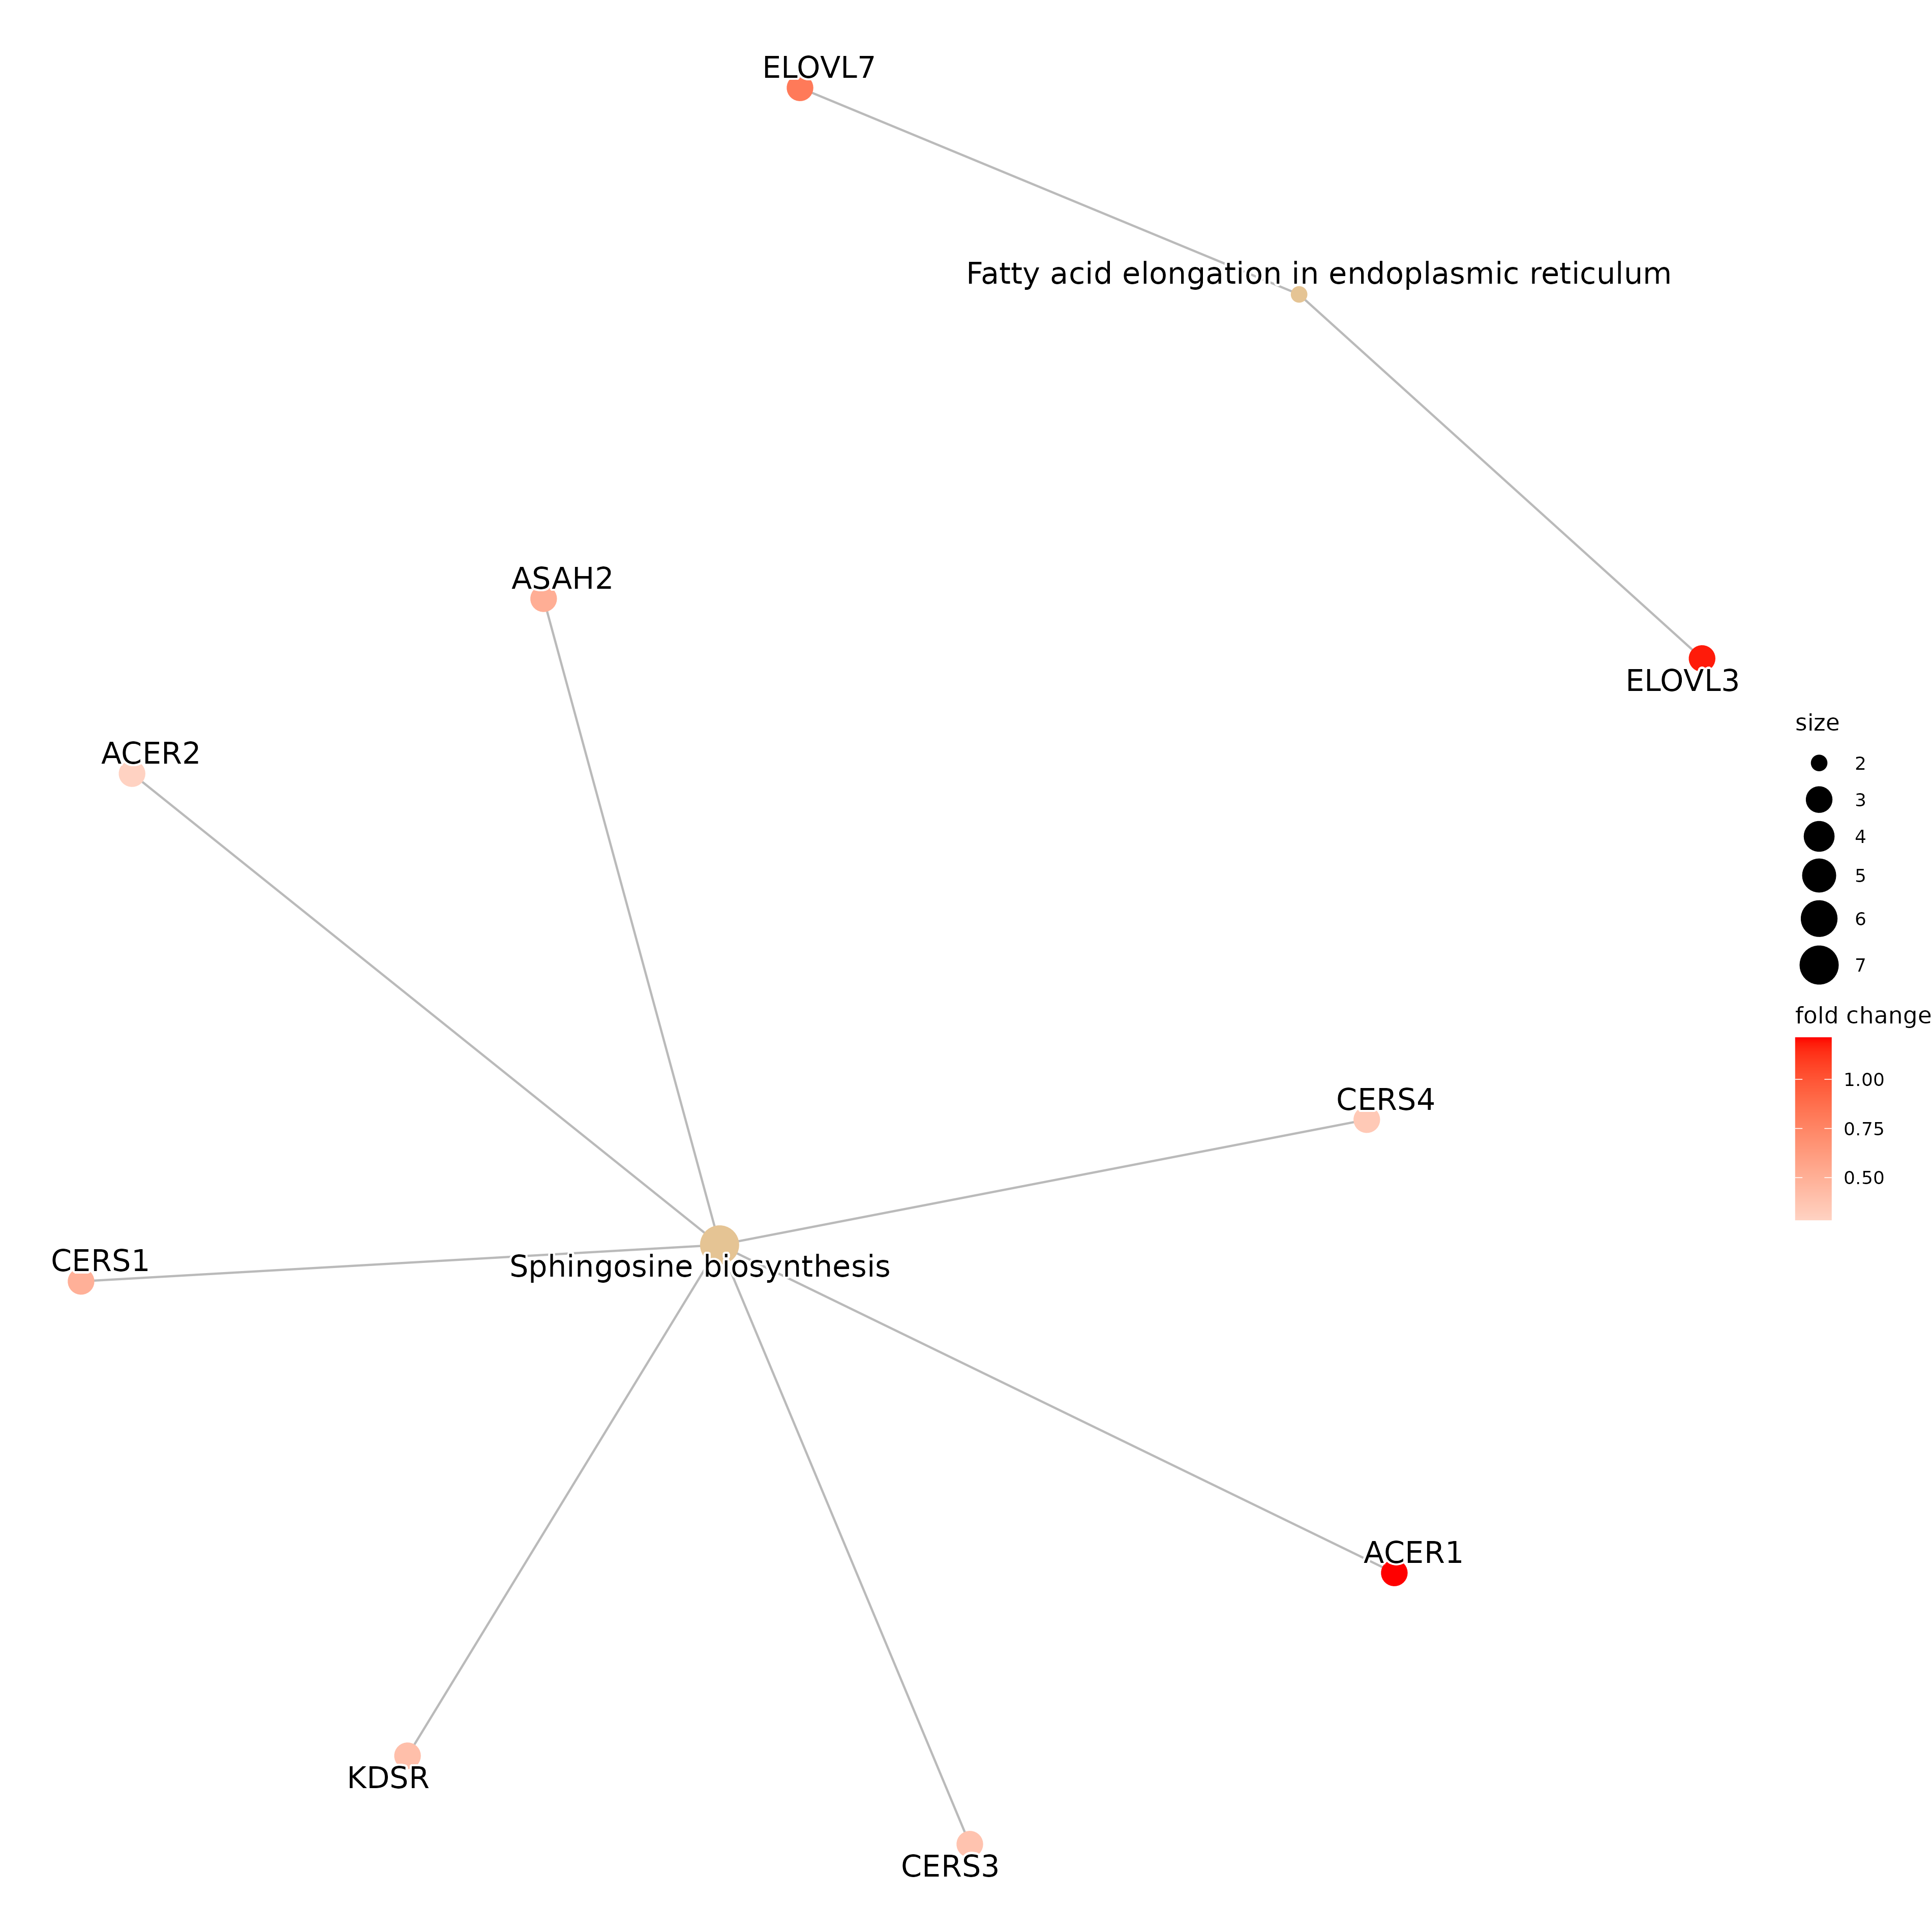 ELOVL7
Fatty acid elongation in endoplasmic reticulum
ASAH2
ELOVL3
size
ACER2
2
3
4
5
6
7
fold change
1.00
CERS4
0.75
0.50
CERS1
Sphingosine biosynthesis
ACER1
KDSR
CERS3